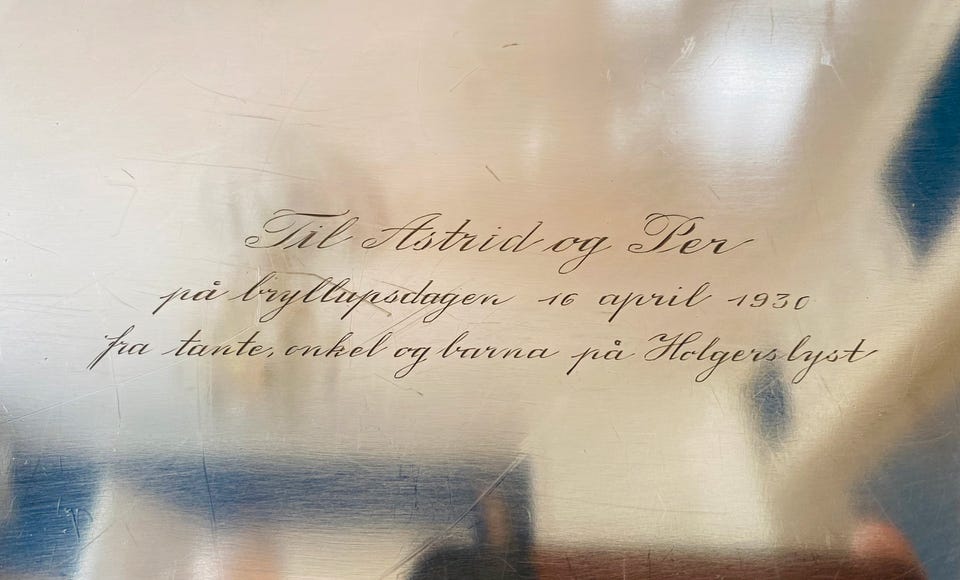 Til Astrid og Per
på bryllupsdagen 16 april 1930
fra tante, onkel og barna på Holgerslyst